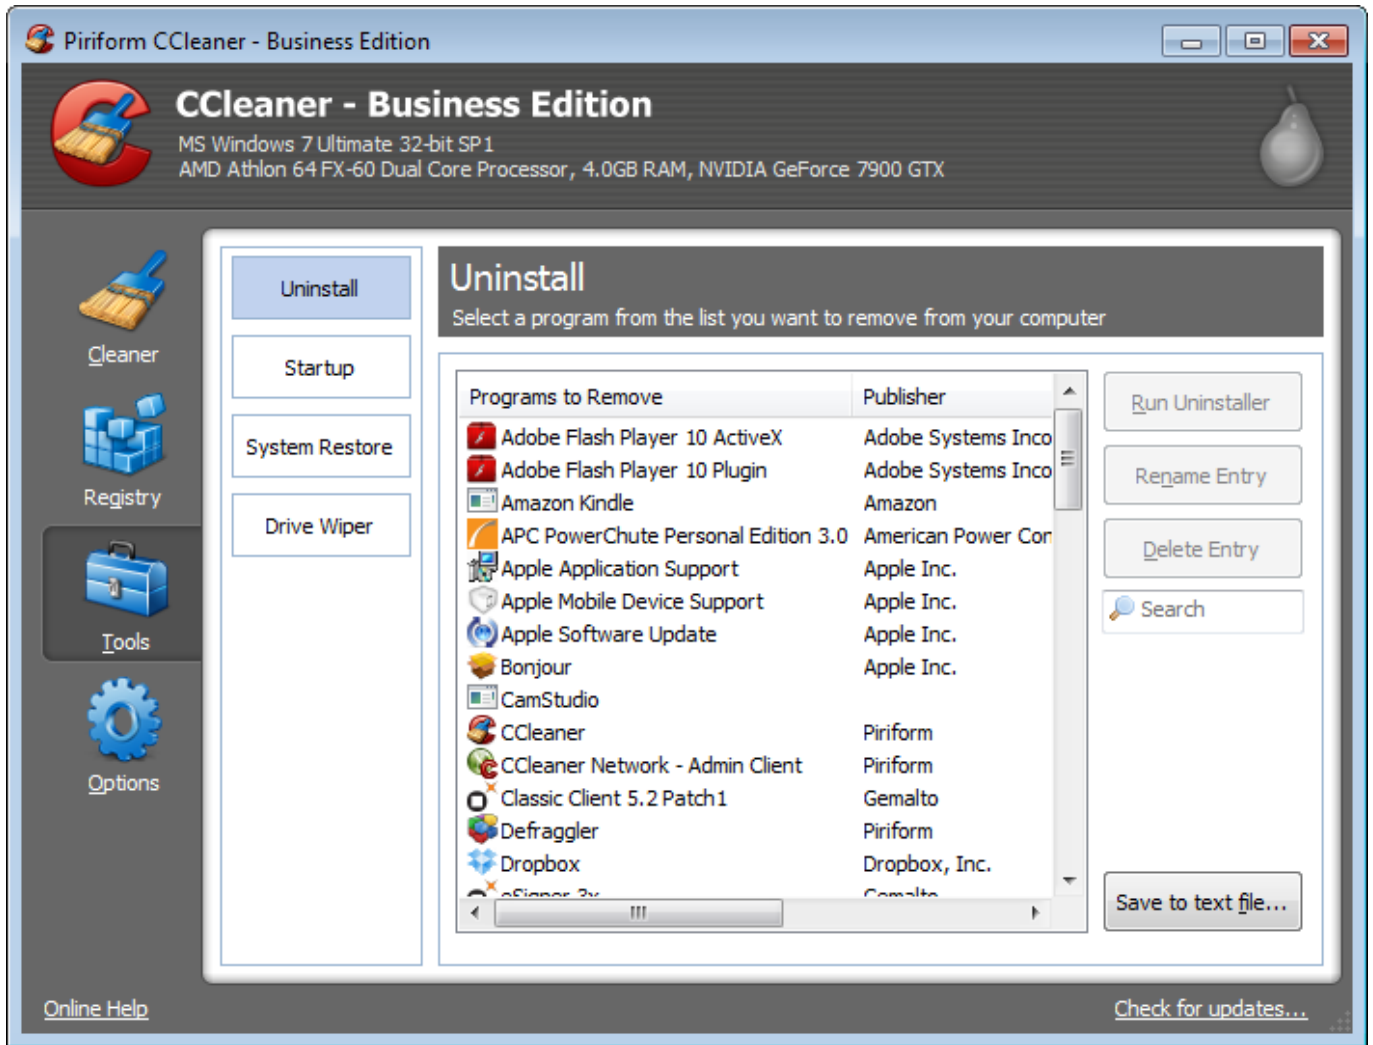 Piriform CCleaner - Business Edition
CCleaner - Business Edition
MS Windows 7 Ultimate 32-bit SP1
AMD Athlon 64 FX-60 Dual Core Processor, 4.0GB RAM, NVIDIA GeForce 7900 GTX
Cleaner
Registry
Tools
Options
Uninstall
Startup
System Restore
Drive Wiper
Uninstall
Select a program from the list you want to remove from your computer
Programs to Remove Publisher
Adobe Flash Player 10 ActiveX Adobe Systems Inco
Adobe Flash Player 10 Plugin Adobe Systems Inco
Amazon Kindle Amazon
APC PowerChute Personal Edition 3.0 American Power Con
Apple Application Support Apple Inc.
Apple Mobile Device Support Apple Inc.
Apple Software Update Apple Inc.
Bonjour Apple Inc.
CamStudio
CCleaner Piriform
CCleaner Network - Admin Client Piriform
Classic Client 5.2 Patch1 Gemalto
Defraggler Piriform
Dropbox Dropbox, Inc.
eSigner 3x Gemalto
Run Uninstaller
Rename Entry
Delete Entry
Search
Save to text file...
Online Help
Check for updates...